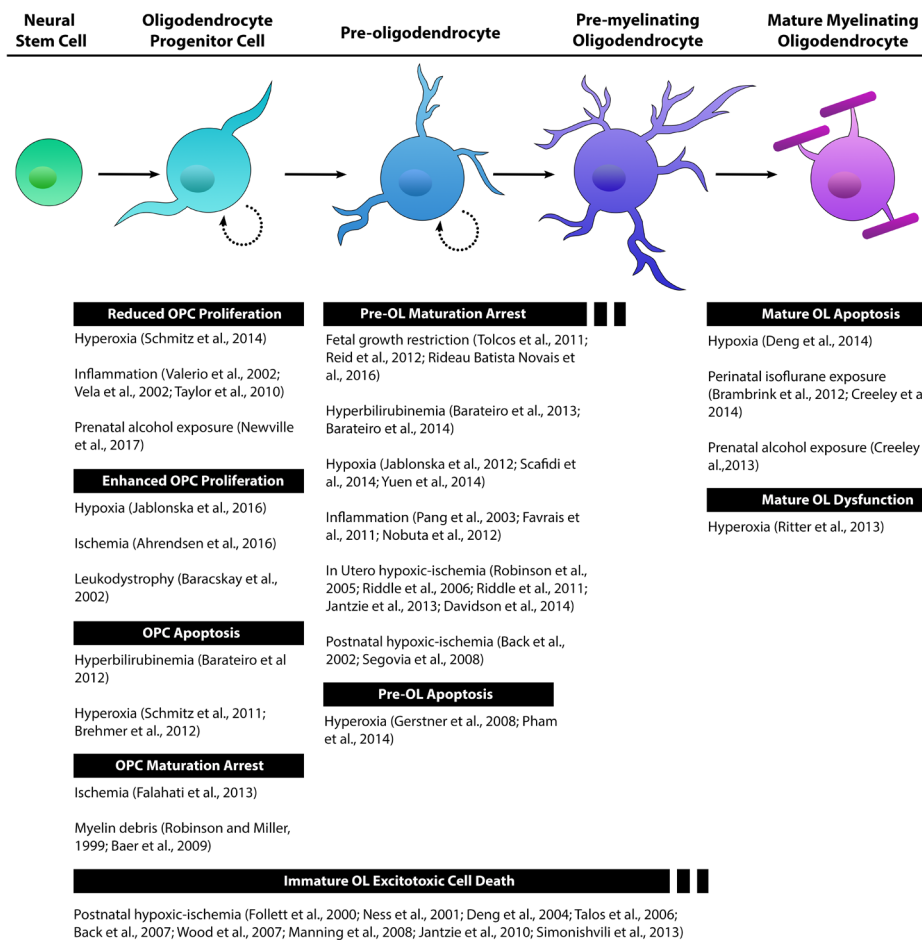 Neural
Stem Cell
Oligodendrocyte
Progenitor Cell
Pre-oligodendrocyte
Pre-myelinating
Oligodendrocyte
Mature Myelinating
Oligodendrocyte
Reduced OPC Proliferation
Hyperoxia (Schmitz et al., 2014)
Inflammation (Valerio et al., 2002;
Vela et al., 2002; Taylor et al., 2010)
Prenatal alcohol exposure (Newville
et al., 2017)
Enhanced OPC Proliferation
Hypoxia (Jablonska et al., 2016)
Ischemia (Ahrendsen et al., 2016)
Leukodystrophy (Baracskay et al.,
2002)
OPC Apoptosis
Hyperbilirubinemia (Barateiro et al
2012)
Hyperoxia (Schmitz et al., 2011;
Brehmer et al., 2012)
OPC Maturation Arrest
Ischemia (Falahati et al., 2013)
Myelin debris (Robinson and Miller,
1999; Baer et al., 2009)
Pre-OL Maturation Arrest
Fetal growth restriction (Tolcos et al., 2011;
Reid et al., 2012; Rideau Batista Novais et
al., 2016)
Hyperbilirubinemia (Barateiro et al., 2013;
Barateiro et al., 2014)
Hypoxia (Jablonska et al., 2012; Scafidi et
al., 2014; Yuen et al., 2014)
Inflammation (Pang et al., 2003; Favrais et
al., 2011; Nobuta et al., 2012)
In Utero hypoxic-ischemia (Robinson et al.,
2005; Riddle et al., 2006; Riddle et al., 2011;
Jantzie et al., 2013; Davidson et al., 2014)
Postnatal hypoxic-ischemia (Back et al.,
2002; Segovia et al., 2008)
Pre-OL Apoptosis
Hyperoxia (Gerstner et al., 2008; Pham
et al., 2014)
Mature OL Apoptosis
Hypoxia (Deng et al., 2014)
Perinatal isoflurane exposure
(Brambrink et al., 2012; Creeley et a
2014)
Prenatal alcohol exposure (Creeley
al.,2013)
Mature OL Dysfunction
Hyperoxia (Ritter et al., 2013)
Immature OL Excitotoxic Cell Death
Postnatal hypoxic-ischemia (Follett et al., 2000; Ness et al., 2001; Deng et al., 2004; Talos et al., 2006;
Back et al., 2007; Wood et al., 2007; Manning et al., 2008; Jantzie et al., 2010; Simonishvili et al., 2013)